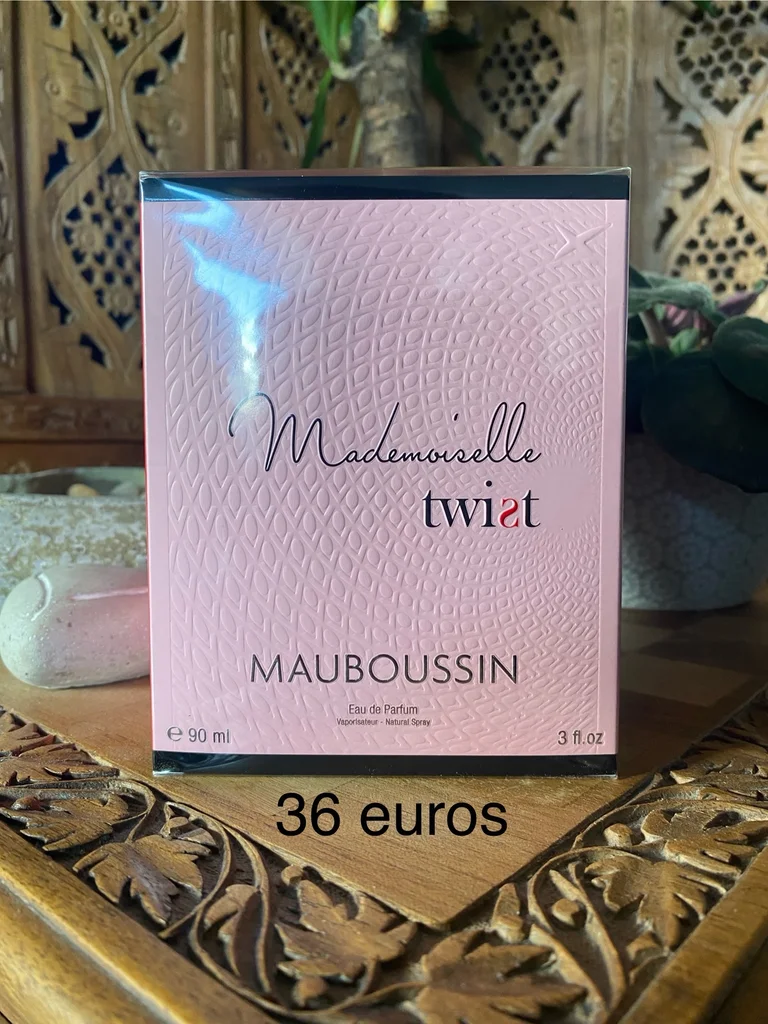 Mademoiselle
twist
MAUBOUSSIN
Eau de Parfum
Vaporisateur - Natural Spray
℮ 90 ml
3 fl.oz
36 euros